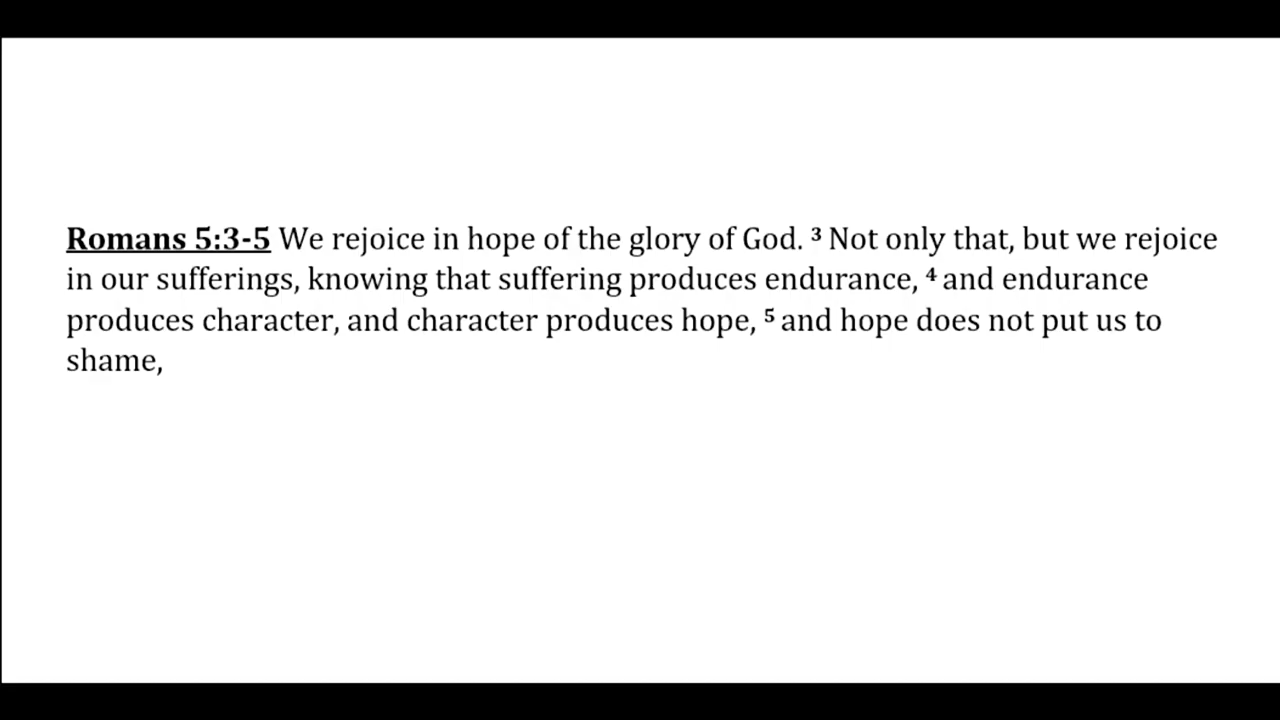 Romans 5:3-5 We rejoice in hope of the glory of God. ³ Not only that, but we rejoice
in our sufferings, knowing that suffering produces endurance, ⁴ and endurance
produces character, and character produces hope, ⁵ and hope does not put us to
shame,